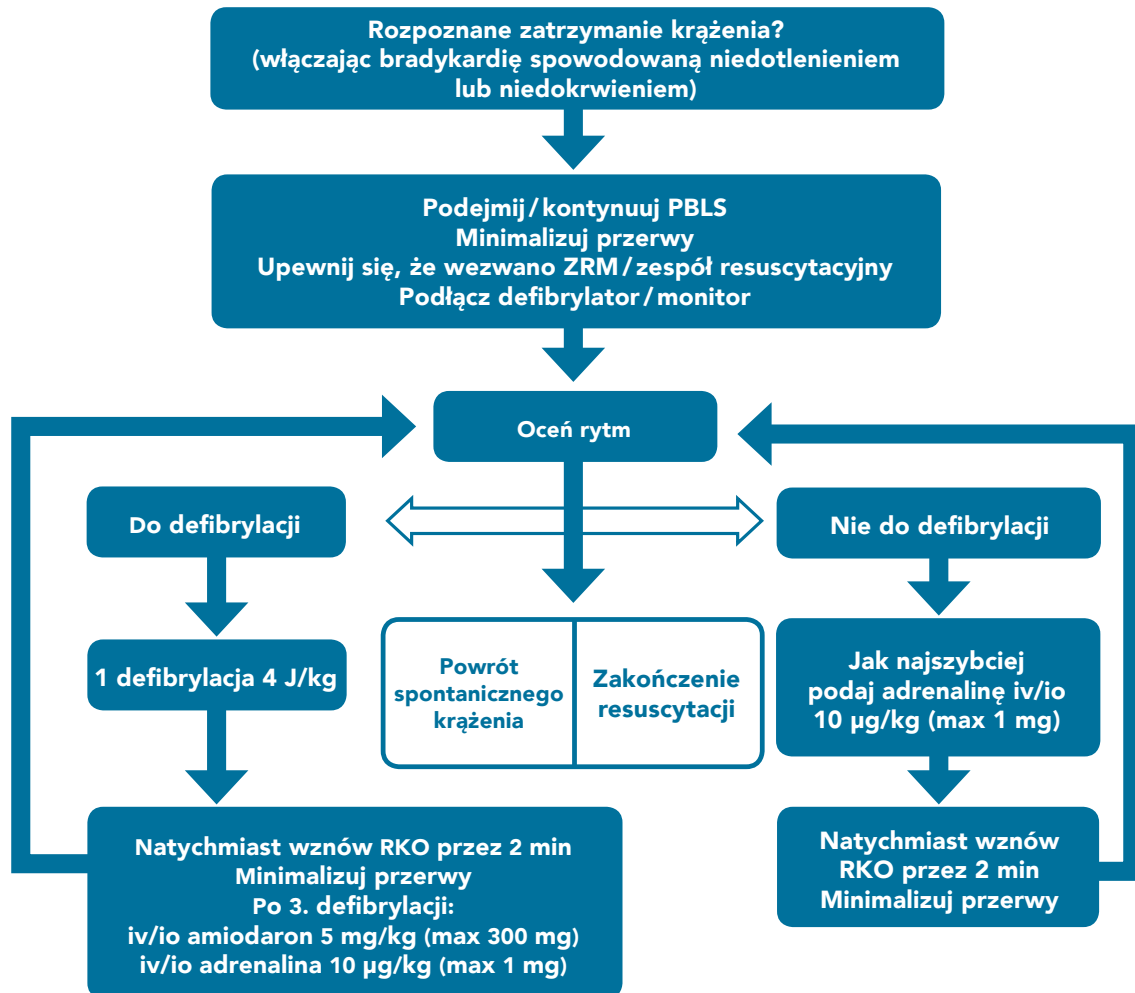 Rozpoznane zatrzymanie krążenia?
(włączając bradykardię spowodowaną niedotlenieniem
lub niedokrwieniem)
Podejmij / kontynuuj PBLS
Minimalizuj przerwy
Upewnij się, że wezwano ZRM / zespół resuscytacyjny
Podłącz defibrylator / monitor
Oceń rytm
Do defibrylacji
1 defibrylacja 4 J/kg
Natychmiast wznów RKO przez 2 min
Minimalizuj przerwy
Po 3. defibrylacji:
iv/io amiodaron 5 mg/kg (max 300 mg)
iv/io adrenalina 10 µg/kg (max 1 mg)
Powrót
spontanicznego
krążenia
Zakończenie
resuscytacji
Nie do defibrylacji
Jak najszybciej
podaj adrenalinę iv/io
10 µg/kg (max 1 mg)
Natychmiast wznów
RKO przez 2 min
Minimalizuj przerwy